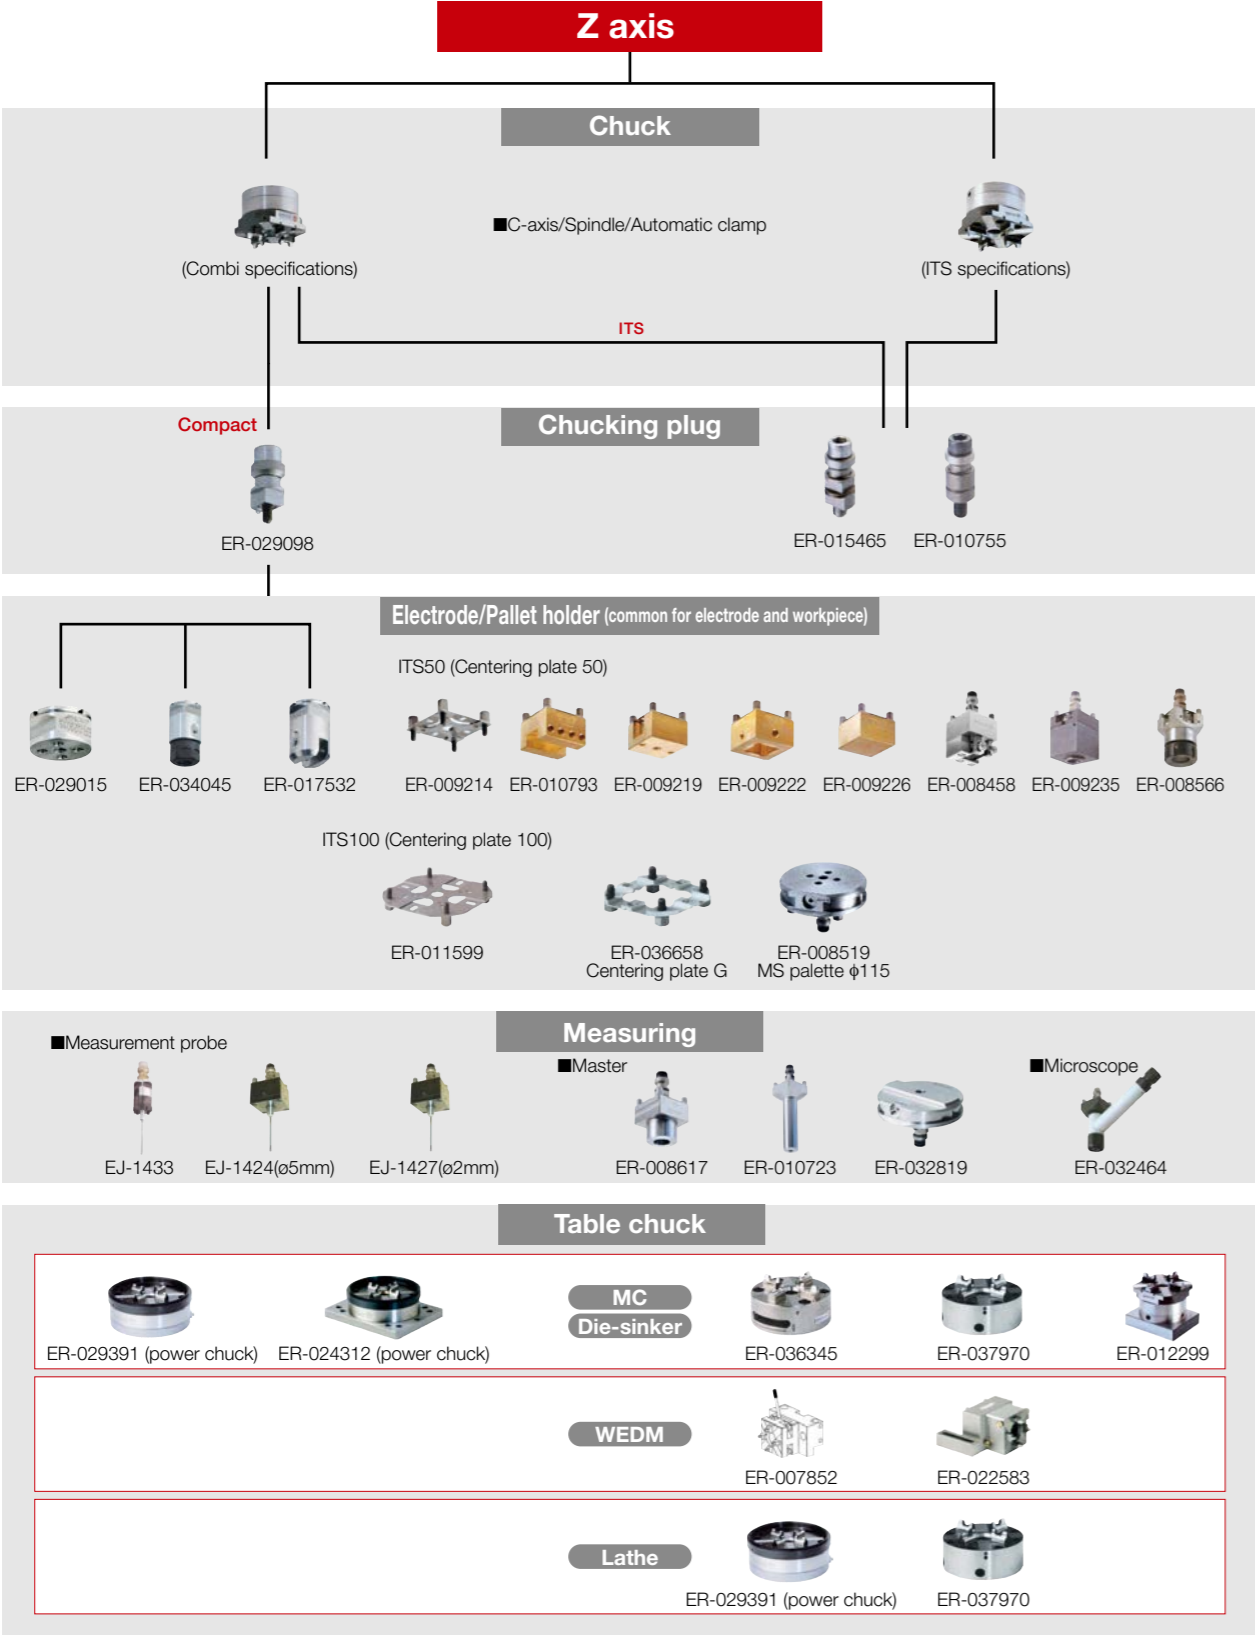 Z axis
Chuck
■C-axis/Spindle/Automatic clamp
(Combi specifications)
(ITS specifications)
ITS
Compact
Chucking plug
ER-029098
ER-015465
ER-010755
Electrode/Pallet holder (common for electrode and workpiece)
ITS50 (Centering plate 50)
ER-029015
ER-034045
ER-017532
ER-009214
ER-010793
ER-009219
ER-009222
ER-009226
ER-008458
ER-009235
ER-008566
ITS100 (Centering plate 100)
ER-011599
ER-036658
Centering plate G
ER-008519
MS palette ϕ115
Measuring
■Measurement probe
■Master
■Microscope
EJ-1433
EJ-1424(ø5mm)
EJ-1427(ø2mm)
ER-008617
ER-010723
ER-032819
ER-032464
Table chuck
MC
Die-sinker
ER-029391 (power chuck)
ER-024312 (power chuck)
ER-036345
ER-037970
ER-012299
WEDM
ER-007852
ER-022583
Lathe
ER-029391 (power chuck)
ER-037970